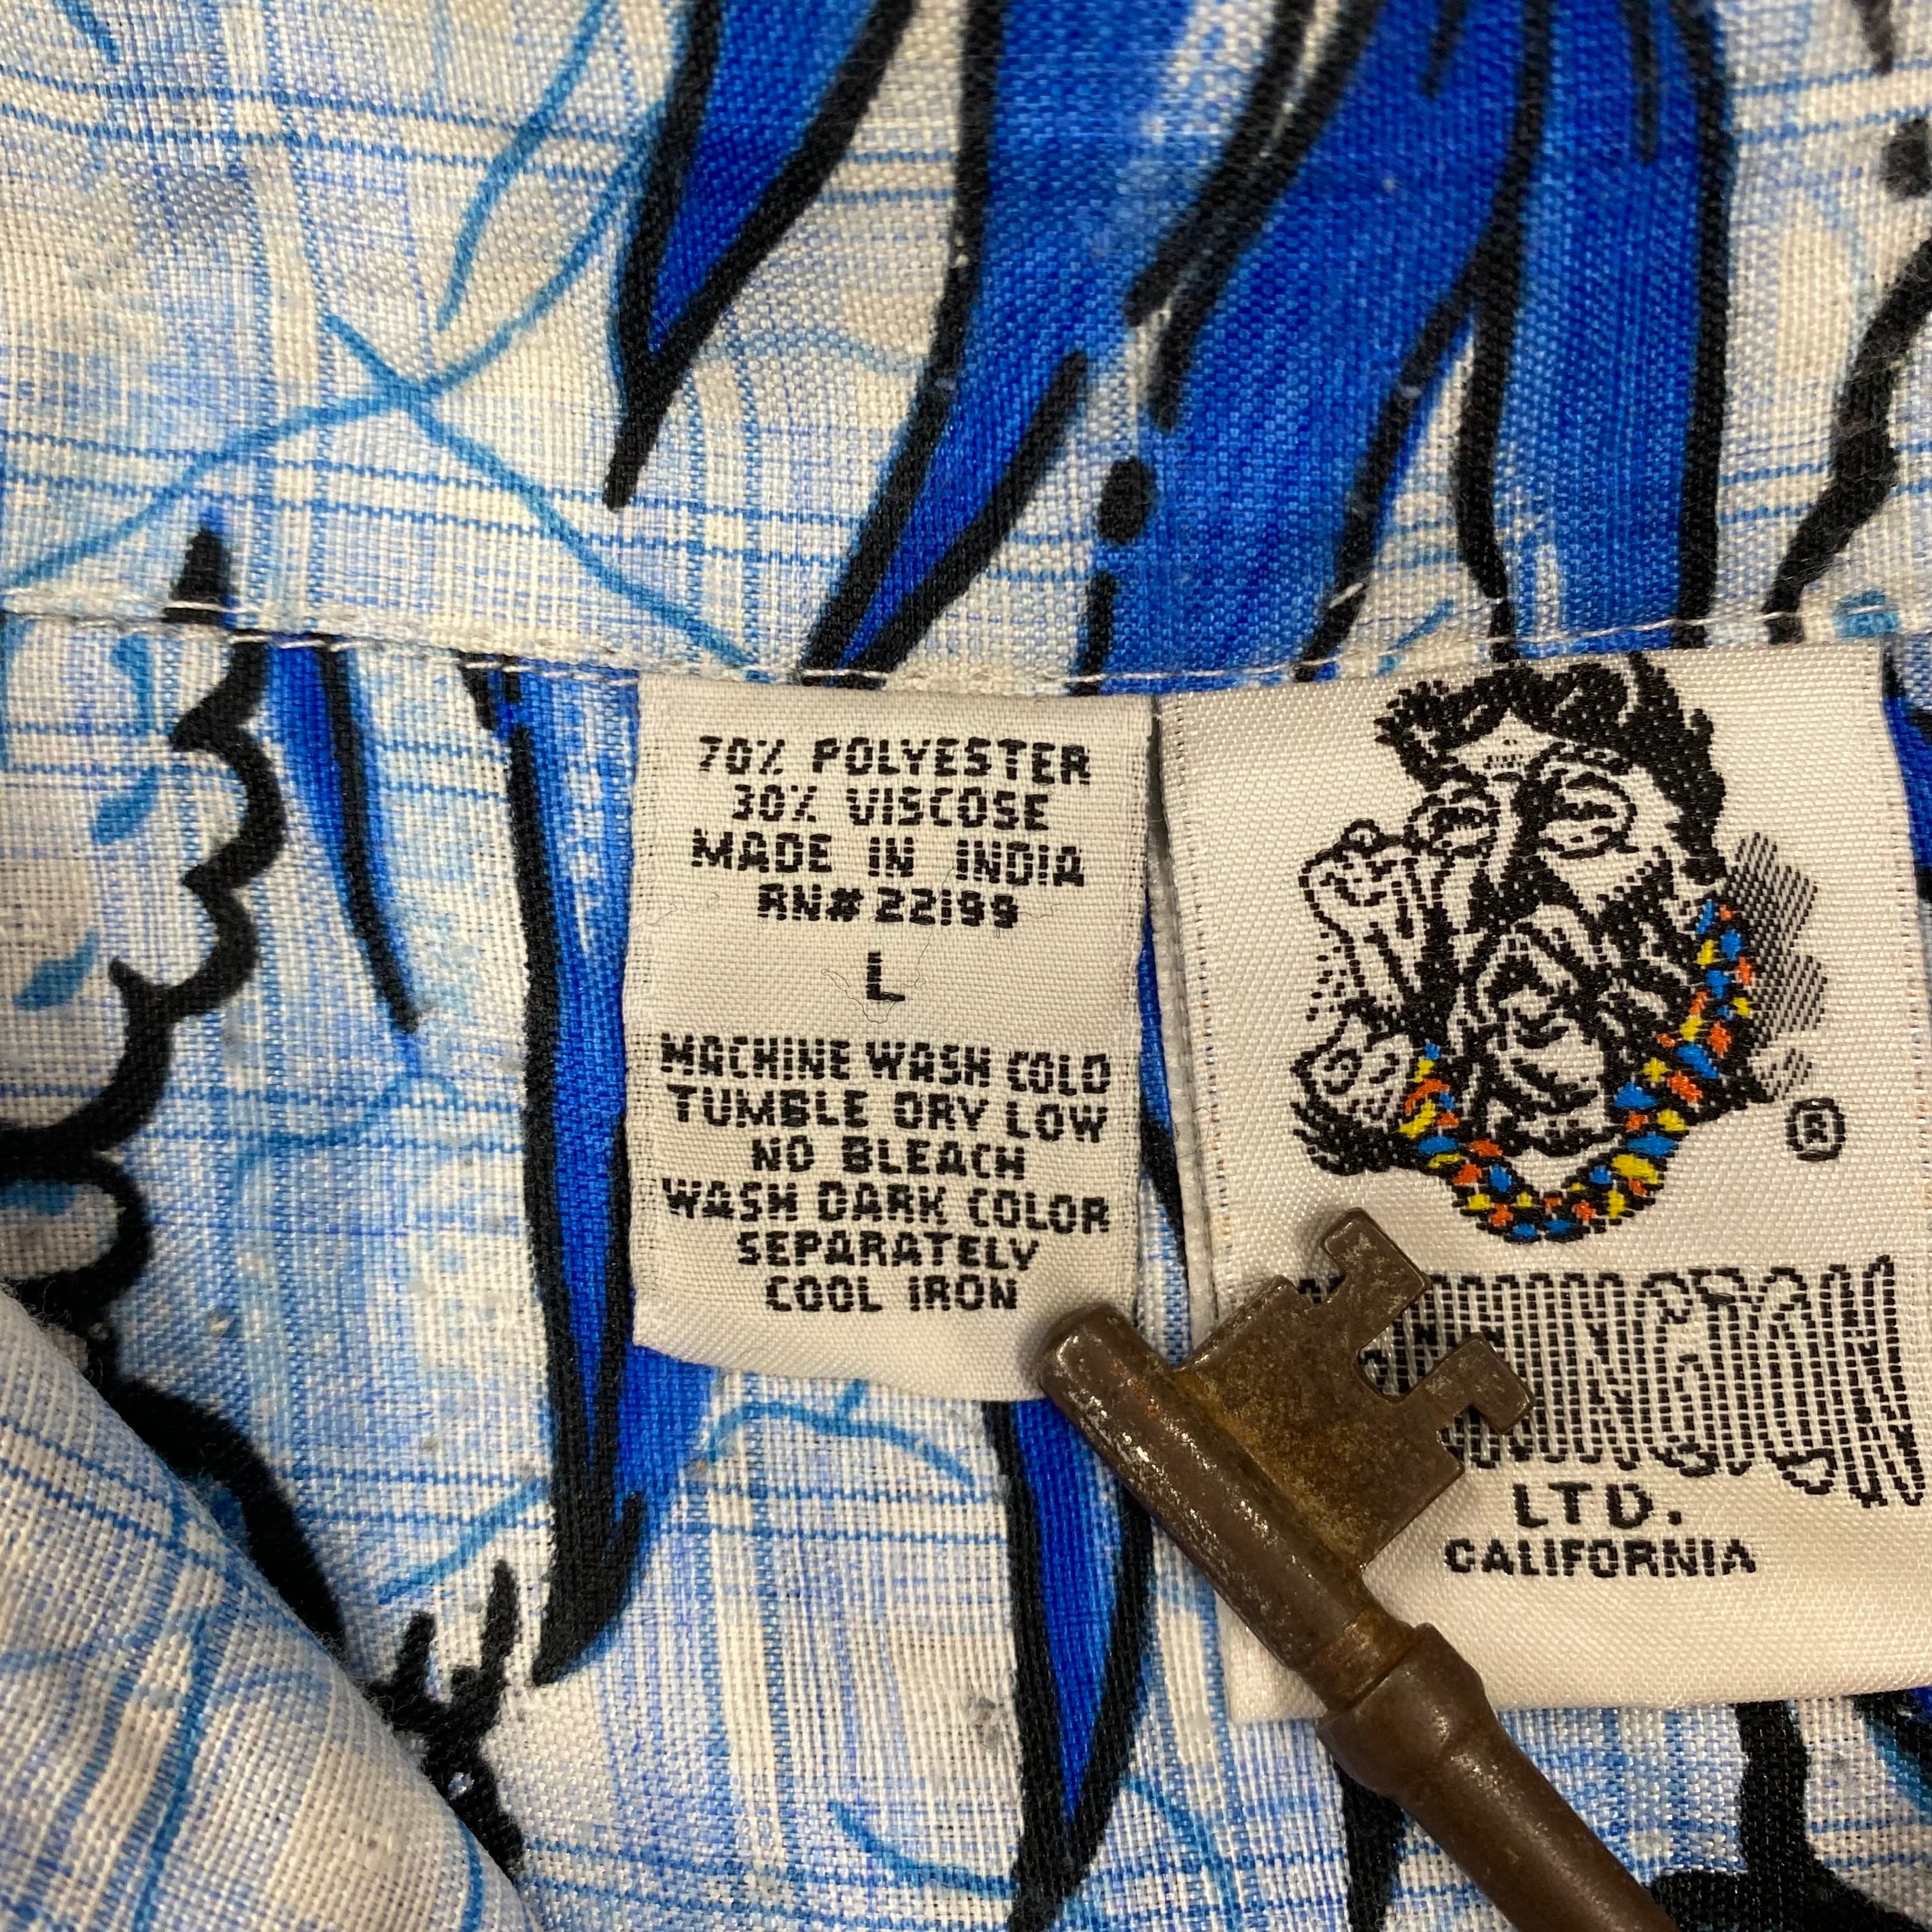 70% POLYESTER
30% VISCOSE
MADE IN INDIA
RN# 22199
L
MACHINE WASH COLD
TUMBLE DRY LOW
NO BLEACH
WASH DARK COLOR
SEPARATELY
COOL IRON
®
LTD.
CALIFORNIA